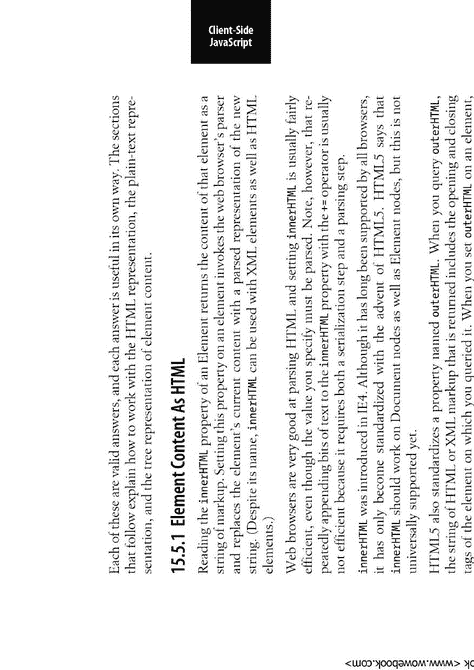 Client-Side
JavaScript
Each of these are valid answers, and each answer is useful in its own way. The sections
that follow explain how to work with the HTML representation, the plain-text repre-
sentation, and the tree representation of element content.
15.5.1 Element Content As HTML
Reading the innerHTML property of an Element returns the content of that element as a
string of markup. Setting this property on an element invokes the web browser's parser
and replaces the element's current content with a parsed representation of the new
string. (Despite its name, innerHTML can be used with XML elements as well as HTML
elements.)
Web browsers are very good at parsing HTML and setting innerHTML is usually fairly
efficient, even though the value you specify must be parsed. Note, however, that re-
peatedly appending bits of text to the innerHTML property with the += operator is usually
not efficient because it requires both a serialization step and a parsing step.
innerHTML was introduced in IE4. Although it has long been supported by all browsers,
it has only become standardized with the advent of HTML5. HTML5 says that
innerHTML should work on Document nodes as well as Element nodes, but this is not
universally supported yet.
HTML5 also standardizes a property named outerHTML. When you query outerHTML,
the string of HTML or XML markup that is returned includes the opening and closing
tags of the element on which you queried it. When you set outerHTML on an element,
ok <www.wowebook.com>